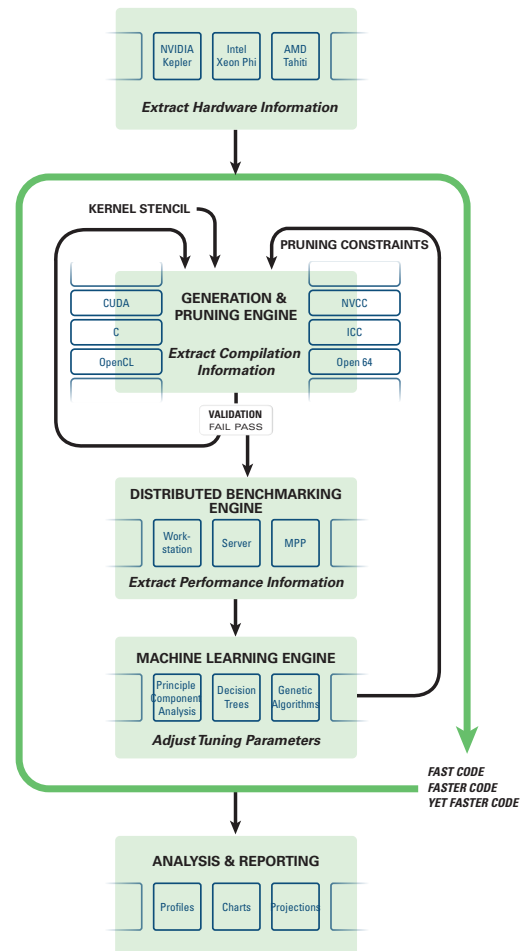 NVIDIA
Kepler
Intel
Xeon Phi
AMD
Tahiti
Extract Hardware Information
KERNEL STENCIL
PRUNING CONSTRAINTS
CUDA
C
OpenCL
GENERATION &
PRUNING ENGINE
Extract Compilation
Information
NVCC
ICC
Open 64
VALIDATION
FAIL PASS
DISTRIBUTED BENCHMARKING
ENGINE
Work-
station
Server
MPP
Extract Performance Information
MACHINE LEARNING ENGINE
Principle
Component
Analysis
Decision
Trees
Genetic
Algorithms
Adjust Tuning Parameters
FAST CODE
FASTER CODE
YET FASTER CODE
ANALYSIS & REPORTING
Profiles
Charts
Projections